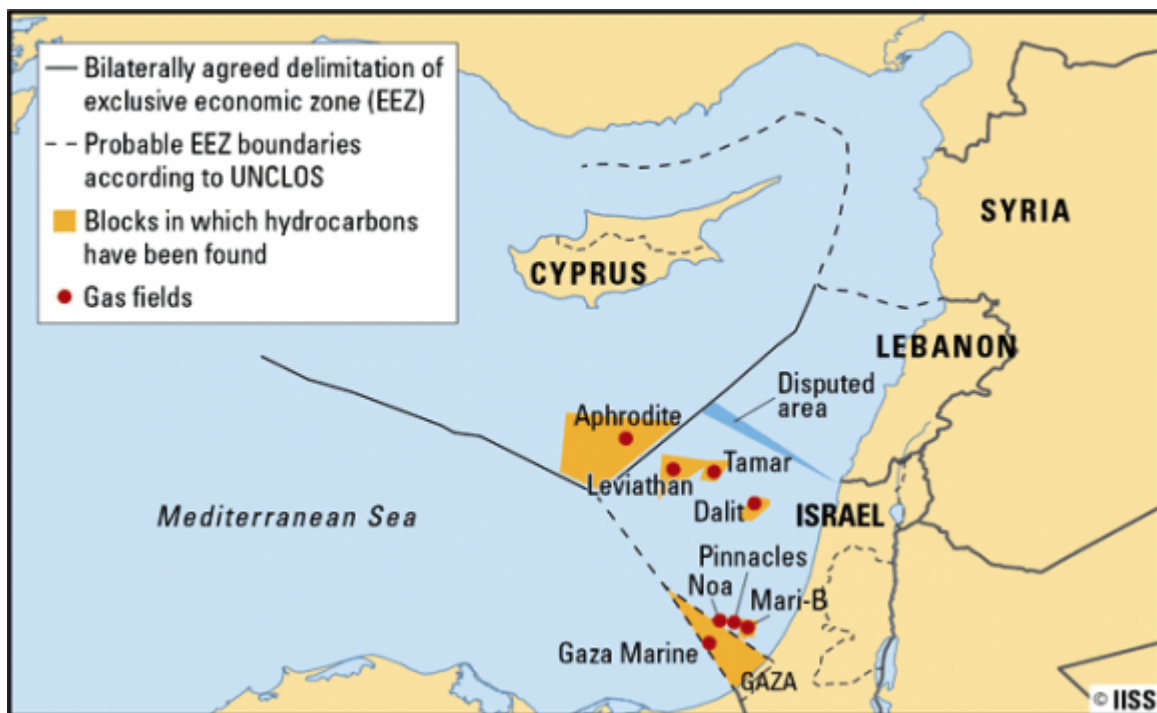 Bilaterally agreed delimitation of
exclusive economic zone (EEZ)
Probable EEZ boundaries
according to UNCLOS
Blocks in which hydrocarbons
have been found
Gas fields
SYRIA
CYPRUS
LEBANON
Disputed
area
Aphrodite
Tamar
Leviathan
Dalit
ISRAEL
Mediterranean Sea
Pinnacles
Noa
Mari-B
Gaza Marine
GAZA
© IISS